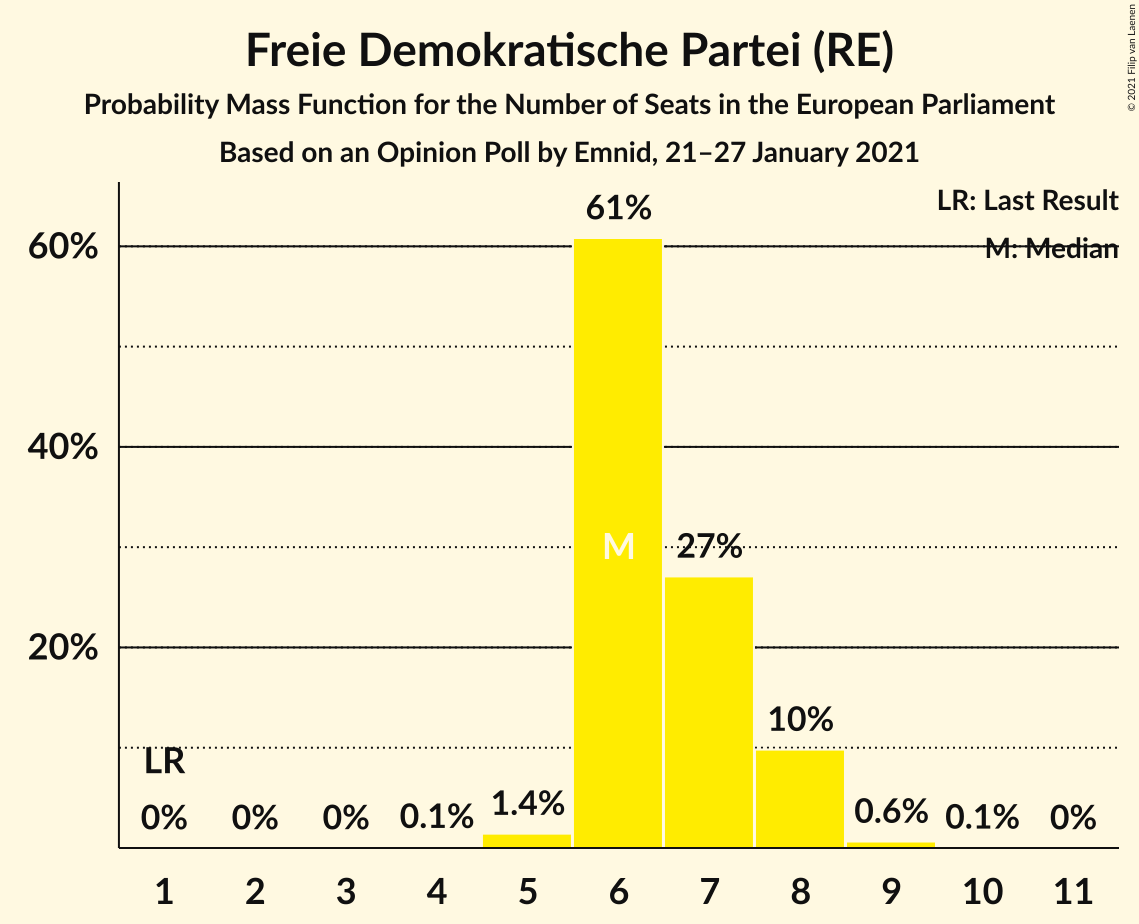 Freie Demokratische Partei (RE)
Probability Mass Function for the Number of Seats in the European Parliament
Based on an Opinion Poll by Emnid, 21–27 January 2021
© 2021 Filip van Laenen
LR: Last Result
M: Median
60%
40%
20%
61%
M
27%
10%
LR
0%
0%
0%
0.1%
1.4%
0.6%
0.1%
0%
1 2 3 4 5 6 7 8 9 10 11